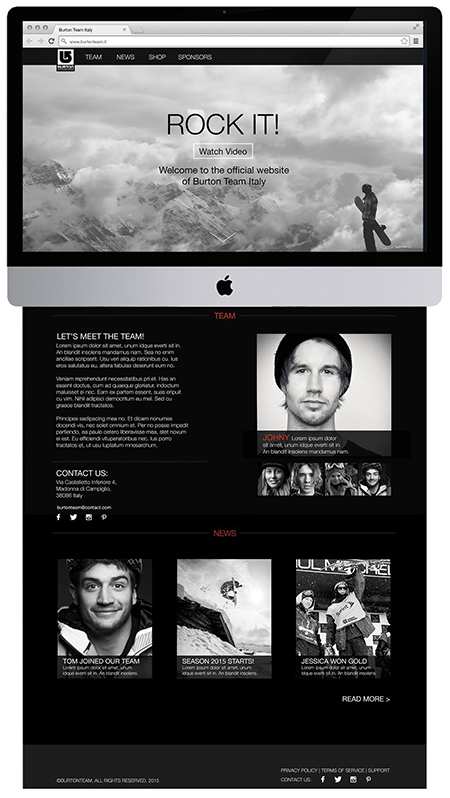 Burton Team Italy
www.burtonteam.it
BURTON
TEAM NEWS SHOP SPONSORS
ROCK IT!
Watch Video
Welcome to the official website
of Burton Team Italy
TEAM
LET'S MEET THE TEAM!
Lorem ipsum dolor sit amet, unum idque everti sit in.
An blandit insolens mandamus nam. Sea no enim
ancillae scripserit. Usu veri aliquip rationibus cu. Ius
eros salutatus eu, altera fabulas deserunt eum no.
Veniam reprehendunt necessitatibus pri et. Has an
essent doctus, cum ad quaeque gloriatur, indoctum
maluisset ei nec. Eam ex partem essent, suas eripuit
cu vim. Nihil adipisci democritum eu med. Sed cu
graece blandit tractatos.
Principes sadipscing mea no. Et dicam nonumes
docendi vis, nec solet omnium et. Per no posse impedit
partiendo, ea paulo cetero liberavisse mea, stet novum
ei est. Eu efficiendi vituperatoribus nec. Ius porro
tractatos et, ut usu luptatum mnesarchum,
JOHNY Lorem ipsum dolor
sit amet, unum idque everti sit in.
An blandit insolens mandamus nam.
CONTACT US:
Via Castelletto Inferiore 4,
Madonna di Campiglio,
38086 Italy
burtonteam@contact.com
NEWS
TOM JOINED OUR TEAM
Lorem ipsum dolor sit amet, unum
idque everti sit in. An blandit insolens.
SEASON 2015 STARTS!
Lorem ipsum dolor sit amet, unum
idque everti sit in. An blandit insolens.
JESSICA WON GOLD
Lorem ipsum dolor sit amet, unum
idque everti sit in. An blandit insolens.
READ MORE >
PRIVACY POLICY | TERMS OF SERVICE | SUPPORT
©BURTONTEAM, ALL RIGHTS RESERVED, 2015
CONTACT US: